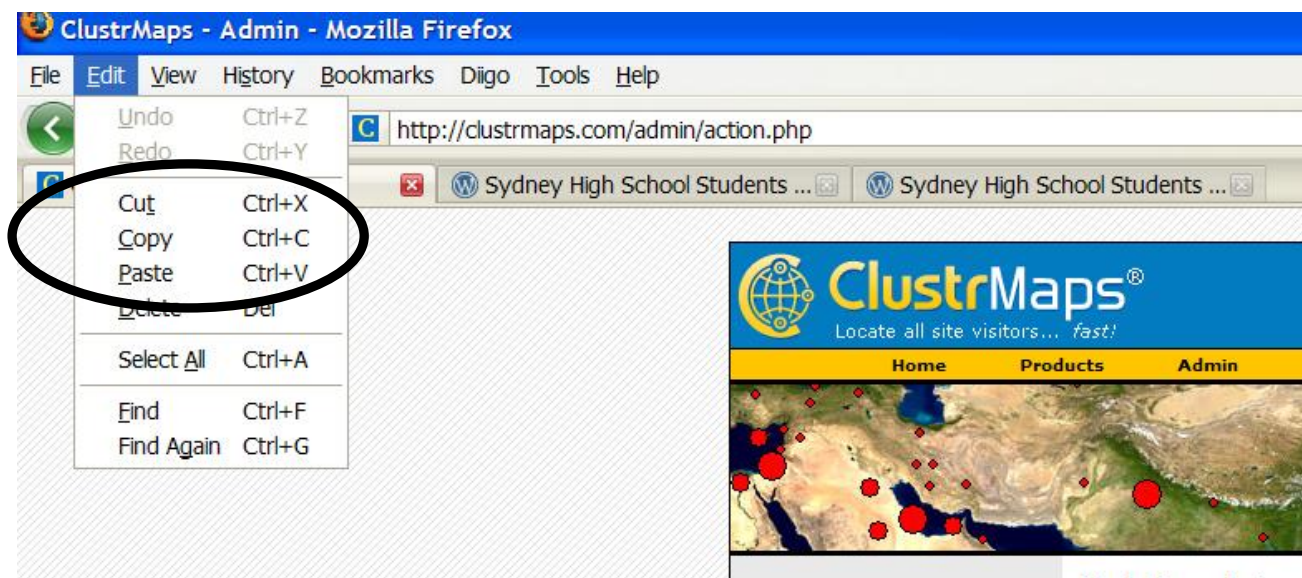 ClustrMaps - Admin - Mozilla Firefox
File Edit View History Bookmarks Diigo Tools Help
Undo Ctrl+Z
C http://clustrmaps.com/admin/action.php
Redo Ctrl+Y
Sydney High School Students ... Sydney High School Students ...
Cut Ctrl+X
Copy Ctrl+C
Paste Ctrl+V
Delete Del
Select All Ctrl+A
Find Ctrl+F
Find Again Ctrl+G
ClustrMaps®
Locate all site visitors... fast!
Home Products Admin